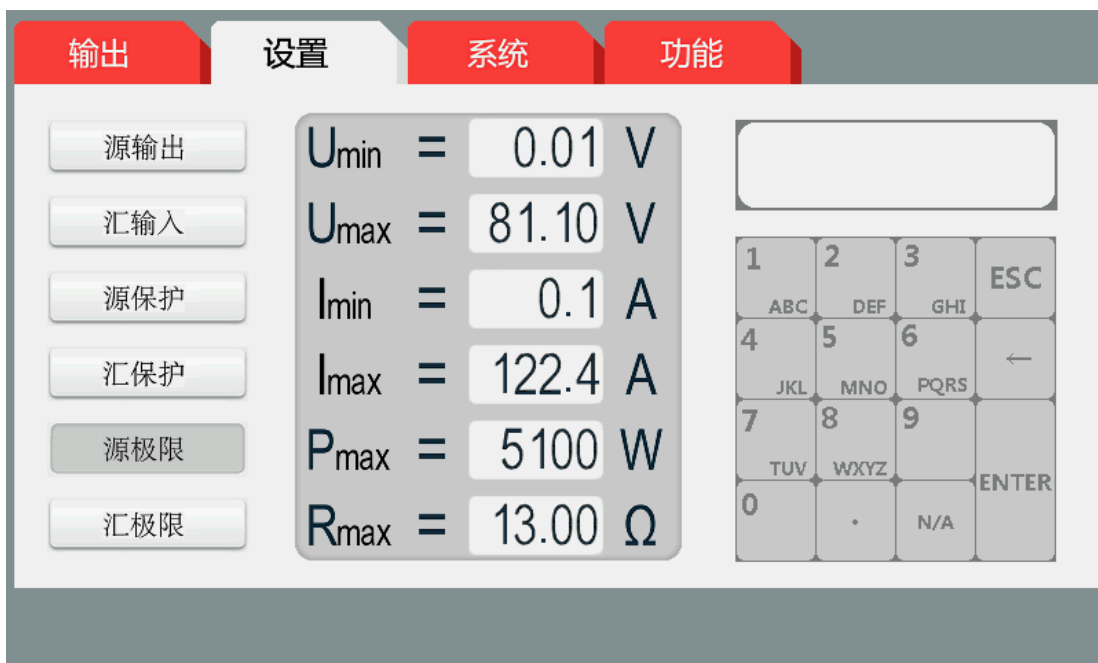 输出 设置 系统 功能
源输出
汇输入
源保护
汇保护
源极限
汇极限
Umin = 0.01 V
Umax = 81.10 V
Imin = 0.1 A
Imax = 122.4 A
Pmax = 5100 W
Rmax = 13.00 Ω
1 ABC 2 DEF 3 GHI ESC
4 JKL 5 MNO 6 PQRS ←
7 TUV 8 WXYZ 9 ENTER
0 . N/A